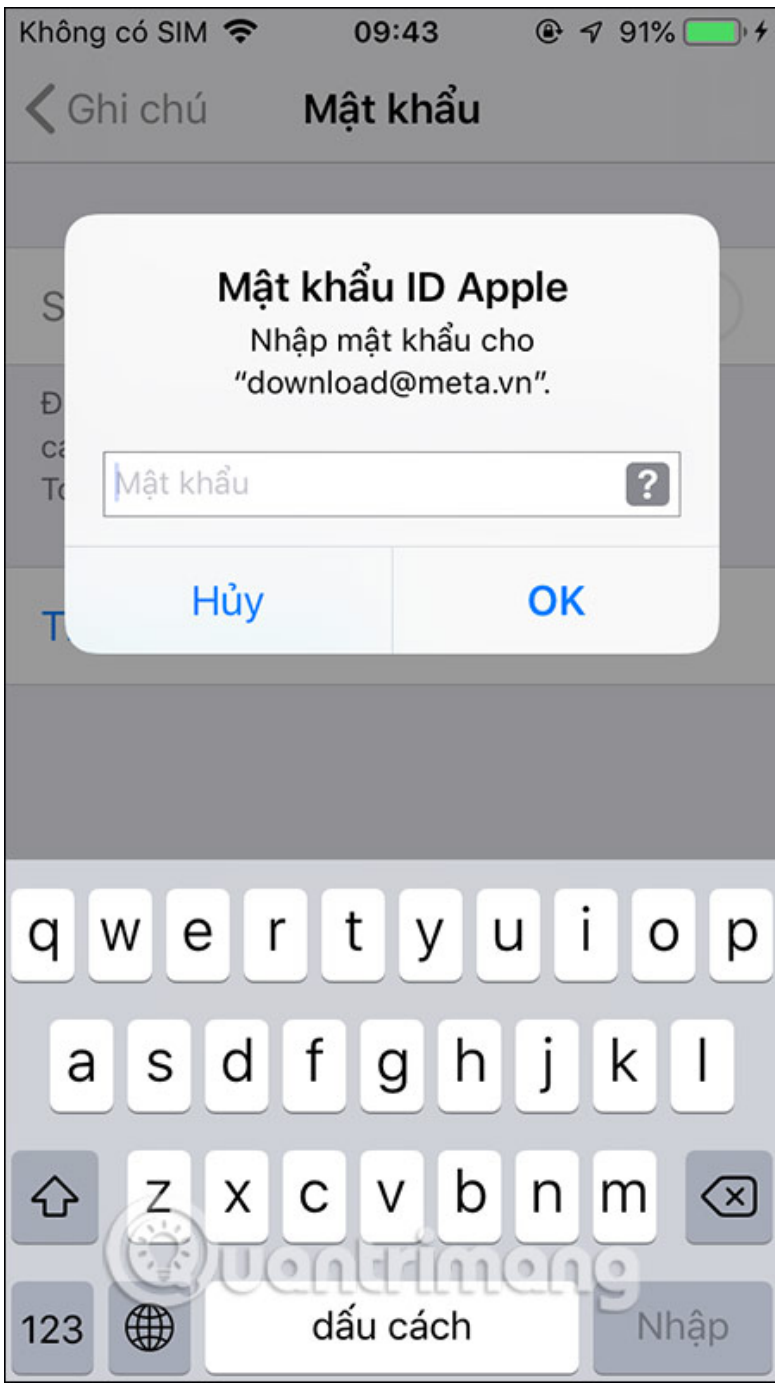 Không có SIM 09:43 91%
Ghi chú Mật khẩu
Mật khẩu ID Apple
Nhập mật khẩu cho
“download@meta.vn”.
Mật khẩu ?
Hủy OK
q w e r t y u i o p
a s d f g h j k l
z x c v b n m
Quantrimang
123 dấu cách Nhập